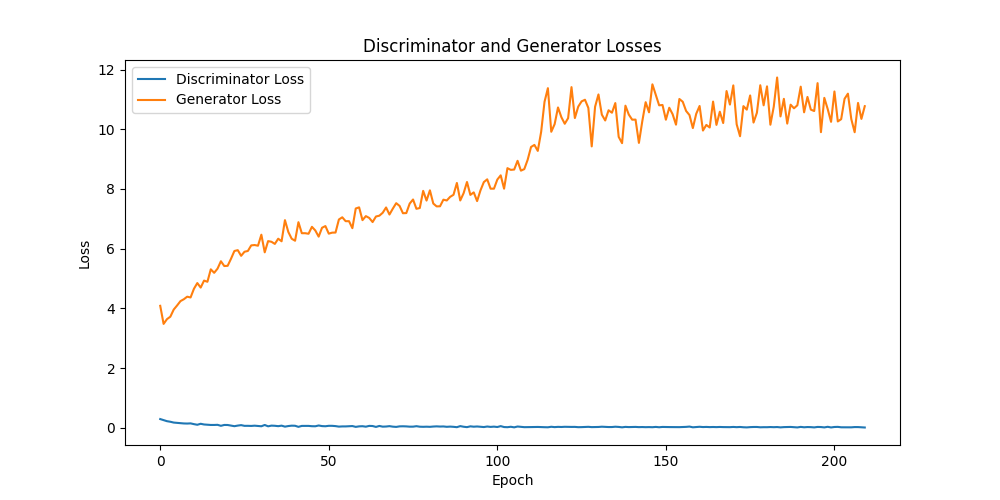 Discriminator and Generator Losses
Discriminator Loss
Generator Loss
12
10
8
6
4
2
0
Loss
0 50 100 150 200
Epoch